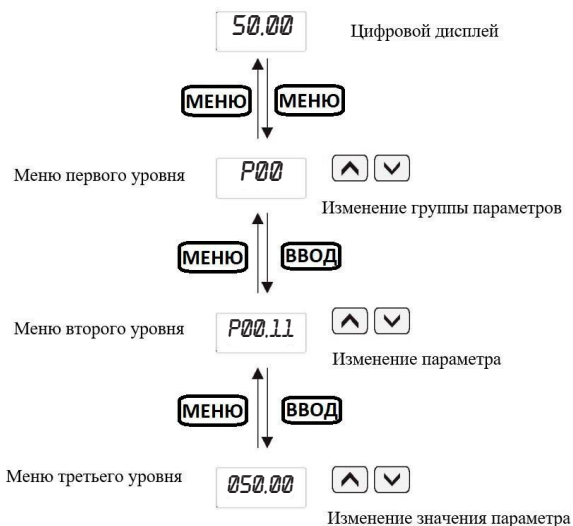 50.00
Цифровой дисплей
МЕНЮ МЕНЮ
Меню первого уровня
P00
Изменение группы параметров
МЕНЮ ВВОД
Меню второго уровня
P00.11
Изменение параметра
МЕНЮ ВВОД
Меню третьего уровня
050.00
Изменение значения параметра